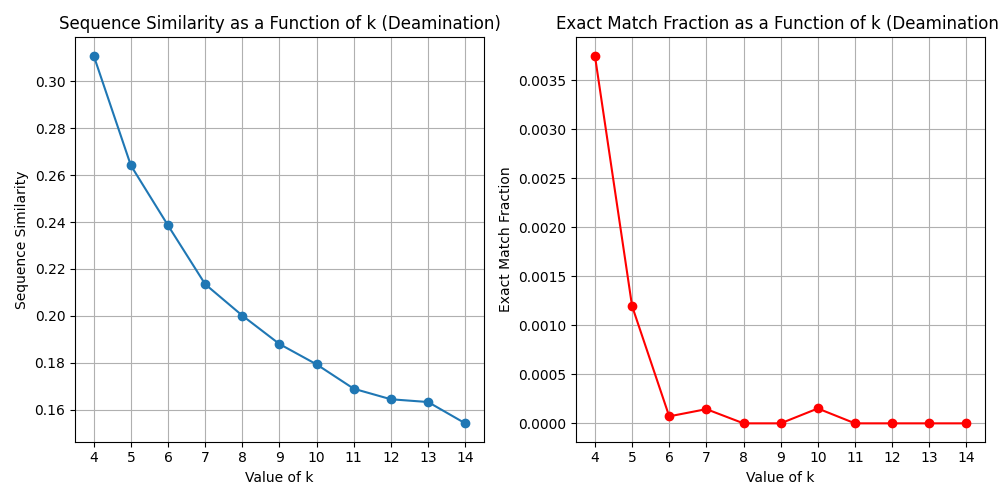 Sequence Similarity as a Function of k (Deamination)
Sequence Similarity
0.30
0.28
0.26
0.24
0.22
0.20
0.18
0.16
4 5 6 7 8 9 10 11 12 13 14
Value of k
Exact Match Fraction as a Function of k (Deamination
Exact Match Fraction
0.0035
0.0030
0.0025
0.0020
0.0015
0.0010
0.0005
0.0000
4 5 6 7 8 9 10 11 12 13 14
Value of k